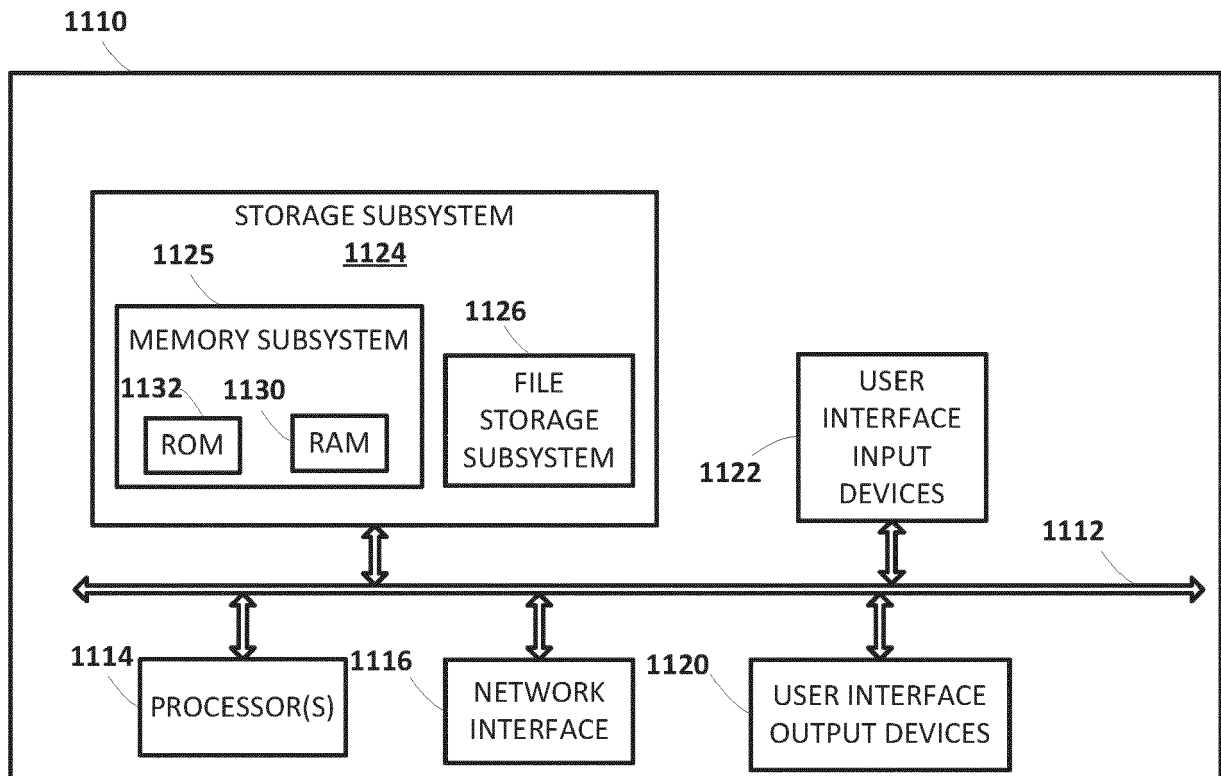 1110
STORAGE SUBSYSTEM
1124
1125
MEMORY SUBSYSTEM
1132
1130
ROM
RAM
1126
FILE
STORAGE
SUBSYSTEM
USER
INTERFACE
INPUT
DEVICES
1122
1112
1114
PROCESSOR(S)
1116
NETWORK
INTERFACE
1120
USER INTERFACE
OUTPUT DEVICES